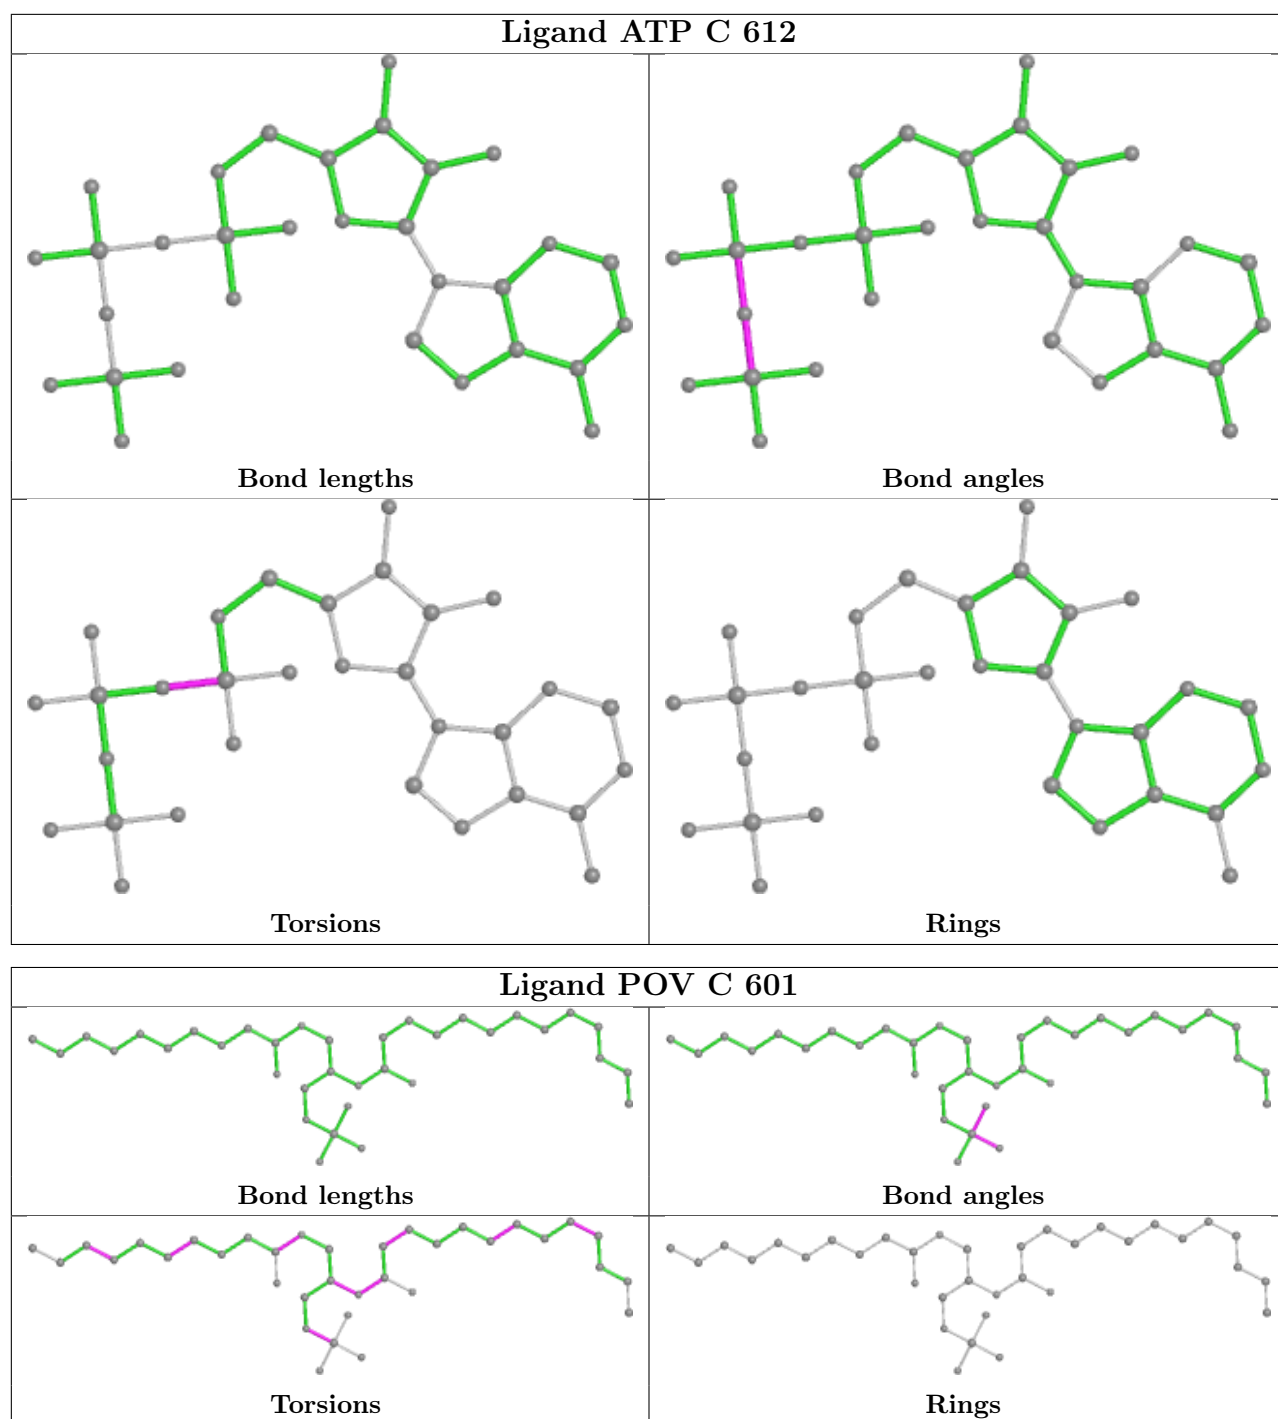 Ligand ATP C 612
Bond lengths
Bond angles
Torsions
Rings
Ligand POV C 601
Bond lengths
Bond angles
Torsions
Rings